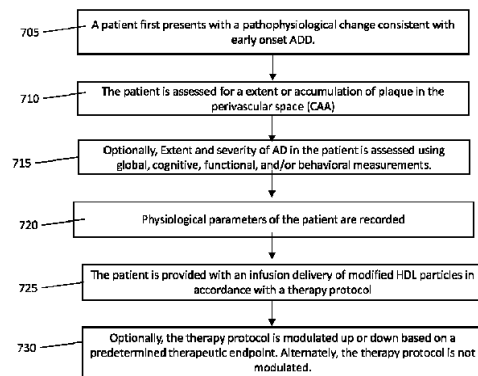 705
A patient first presents with a pathophysiological change consistent with
early onset ADD.
710
The patient is assessed for a extent or accumulation of plaque in the
perivascular space (CAA)
715
Optionally, Extent and severity of AD in the patient is assessed using
global, cognitive, functional, and/or behavioral measurements.
720
Physiological parameters of the patient are recorded
725
The patient is provided with an infusion delivery of modified HDL particles in
accordance with a therapy protocol
730
Optionally, the therapy protocol is modulated up or down based on a
predetermined therapeutic endpoint. Alternately, the therapy protocol is not
modulated.